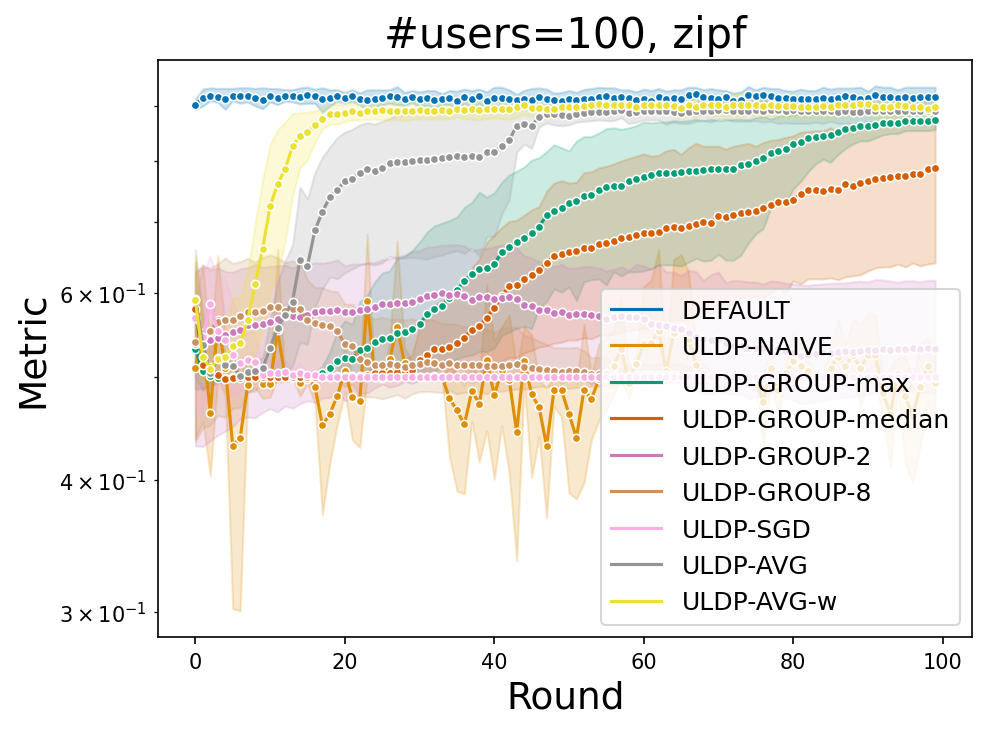 #users=100, zipf
Metric
6 × 10⁻¹
4 × 10⁻¹
3 × 10⁻¹
0 20 40 60 80 100
Round
DEFAULT
ULDP-NAIVE
ULDP-GROUP-max
ULDP-GROUP-median
ULDP-GROUP-2
ULDP-GROUP-8
ULDP-SGD
ULDP-AVG
ULDP-AVG-w